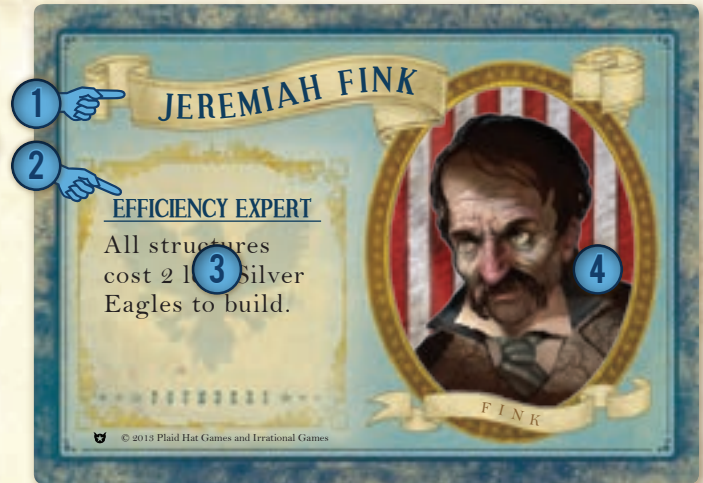 1
JEREMIAH FINK
2
EFFICIENCY EXPERT
All structures
cost 2 l Silver
3
Eagles to build.
4
FOUNDERS
FINK
© 2013 Plaid Hat Games and Irrational Games